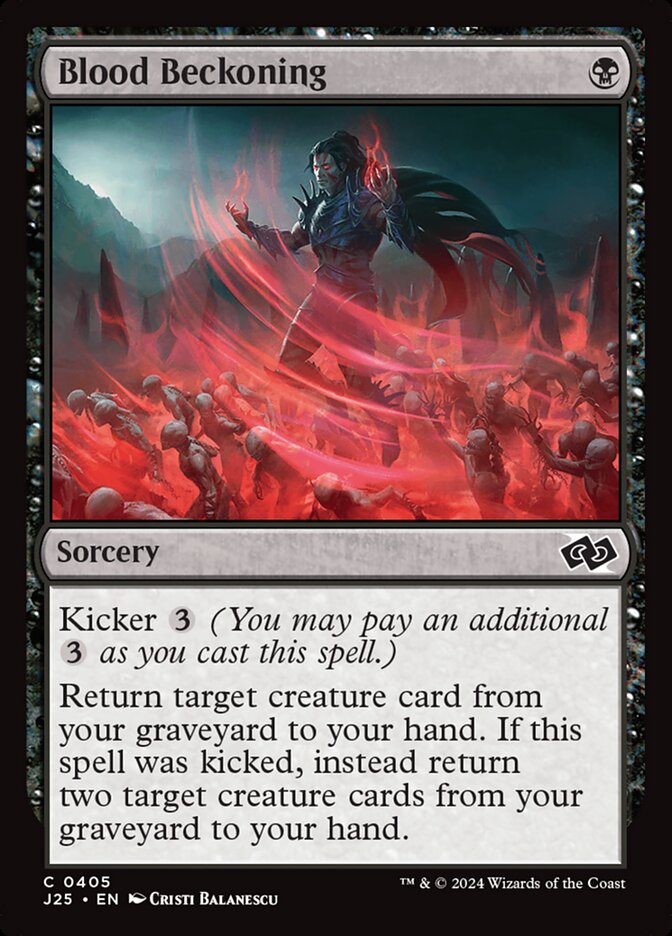 Blood Beckoning
Sorcery
Kicker 3 (You may pay an additional
3 as you cast this spell.)
Return target creature card from
your graveyard to your hand. If this
spell was kicked, instead return
two target creature cards from your
graveyard to your hand.
C 0405
J25 • EN Cristi Balanescu
™ & © 2024 Wizards of the Coast